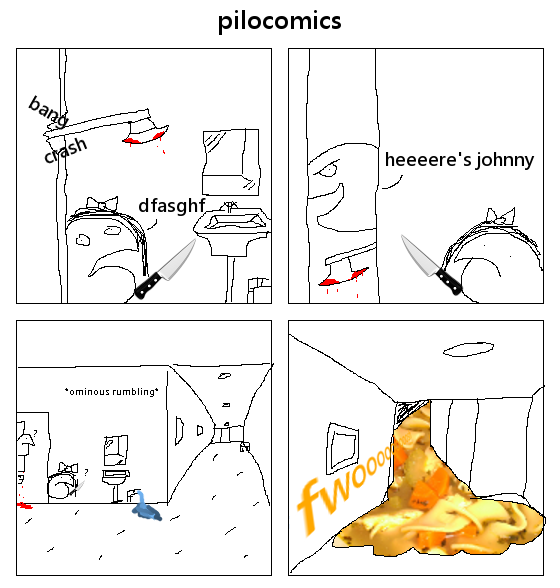 pilocomics
bang
crash
dfasghf
heeeere's johnny
*ominous rumbling*
?
?
fwoooo